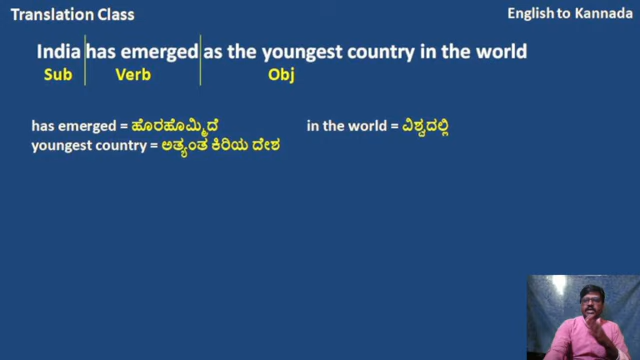 Translation Class
English to Kannada
India has emerged as the youngest country in the world
Sub Verb Obj
has emerged = ಹೊರಹೊಮ್ಮಿದೆ
in the world = ವಿಶ್ವದಲ್ಲಿ
youngest country = ಅತ್ಯಂತ ಕಿರಿಯ ದೇಶ